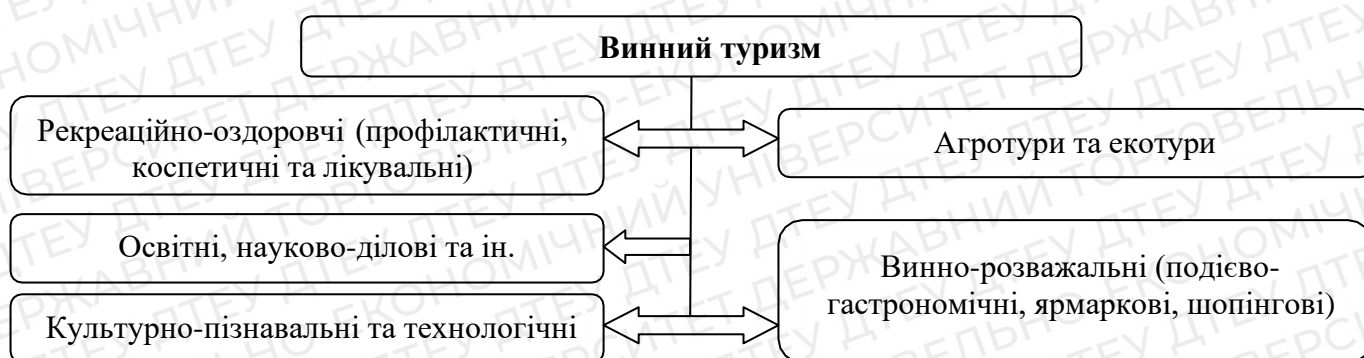 Винний туризм
Рекреаційно-оздоровчі (профілактичні,
коспетичні та лікувальні)
Агротури та екотури
Освітні, науково-ділові та ін.
Винно-розважальні (подієво-
гастрономічні, ярмаркові, шопінгові)
Культурно-пізнавальні та технологічні